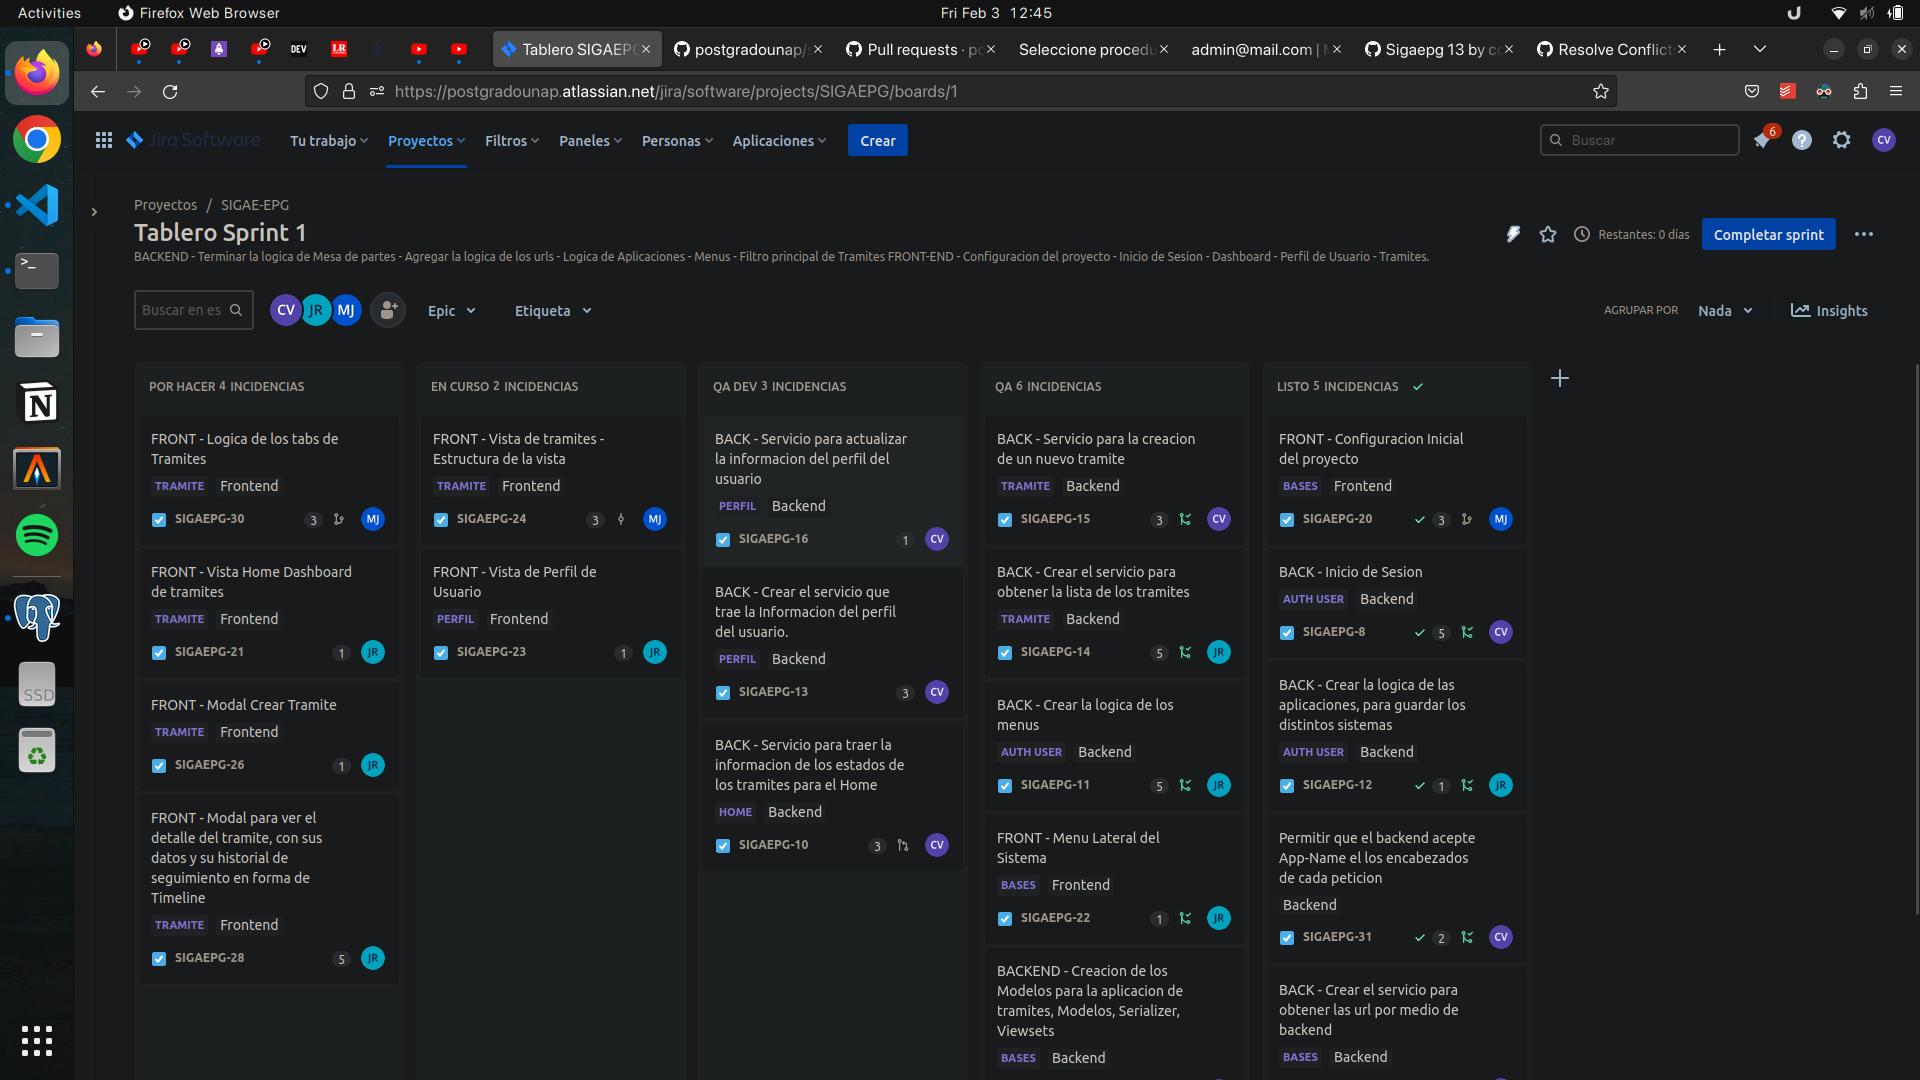 Activities
Firefox Web Browser
Fri Feb 3 12:45
DEV
LR
Tablero SIGAEPG
postgradounap/
Pull requests · po
Seleccione procedu
admin@mail.com | M
Sigaepg 13 by co
Resolve Conflict
https://postgradounap.atlassian.net/jira/software/projects/SIGAEPG/boards/1
Jira Software
Tu trabajo
Proyectos
Filtros
Paneles
Personas
Aplicaciones
Crear
Buscar
6
CV
Proyectos / SIGAE-EPG
Tablero Sprint 1
Restantes: 0 días
Completar sprint
BACKEND - Terminar la logica de Mesa de partes - Agregar la logica de los urls - Logica de Aplicaciones - Menus - Filtro principal de Tramites FRONT-END - Configuracion del proyecto - Inicio de Sesion - Dashboard - Perfil de Usuario - Tramites.
Buscar en es
CV
JR
MJ
Epic
Etiqueta
AGRUPAR POR
Nada
Insights
POR HACER 4 INCIDENCIAS
FRONT - Logica de los tabs de
Tramites
TRAMITE Frontend
SIGAEPG-30 3 MJ
FRONT - Vista Home Dashboard
de tramites
TRAMITE Frontend
SIGAEPG-21 1 JR
FRONT - Modal Crear Tramite
TRAMITE Frontend
SIGAEPG-26 1 JR
FRONT - Modal para ver el
detalle del tramite, con sus
datos y su historial de
seguimiento en forma de
Timeline
TRAMITE Frontend
SIGAEPG-28 5 JR
EN CURSO 2 INCIDENCIAS
FRONT - Vista de tramites -
Estructura de la vista
TRAMITE Frontend
SIGAEPG-24 3 MJ
FRONT - Vista de Perfil de
Usuario
PERFIL Frontend
SIGAEPG-23 1 JR
QA DEV 3 INCIDENCIAS
BACK - Servicio para actualizar
la informacion del perfil del
usuario
PERFIL Backend
SIGAEPG-16 1 CV
BACK - Crear el servicio que
trae la Informacion del perfil
del usuario.
PERFIL Backend
SIGAEPG-13 3 CV
BACK - Servicio para traer la
informacion de los estados de
los tramites para el Home
HOME Backend
SIGAEPG-10 3 CV
QA 6 INCIDENCIAS
BACK - Servicio para la creacion
de un nuevo tramite
TRAMITE Backend
SIGAEPG-15 3 CV
BACK - Crear el servicio para
obtener la lista de los tramites
TRAMITE Backend
SIGAEPG-14 5 JR
BACK - Crear la logica de los
menus
AUTH USER Backend
SIGAEPG-11 5 JR
FRONT - Menu Lateral del
Sistema
BASES Frontend
SIGAEPG-22 1 JR
BACKEND - Creacion de los
Modelos para la aplicacion de
tramites, Modelos, Serializer,
Viewsets
BASES Backend
LISTO 5 INCIDENCIAS
FRONT - Configuracion Inicial
del proyecto
BASES Frontend
SIGAEPG-20 3 MJ
BACK - Inicio de Sesion
AUTH USER Backend
SIGAEPG-8 5 CV
BACK - Crear la logica de las
aplicaciones, para guardar los
distintos sistemas
AUTH USER Backend
SIGAEPG-12 1 JR
Permitir que el backend acepte
App-Name el los encabezados
de cada peticion
Backend
SIGAEPG-31 2 CV
BACK - Crear el servicio para
obtener las url por medio de
backend
BASES Backend
SSD